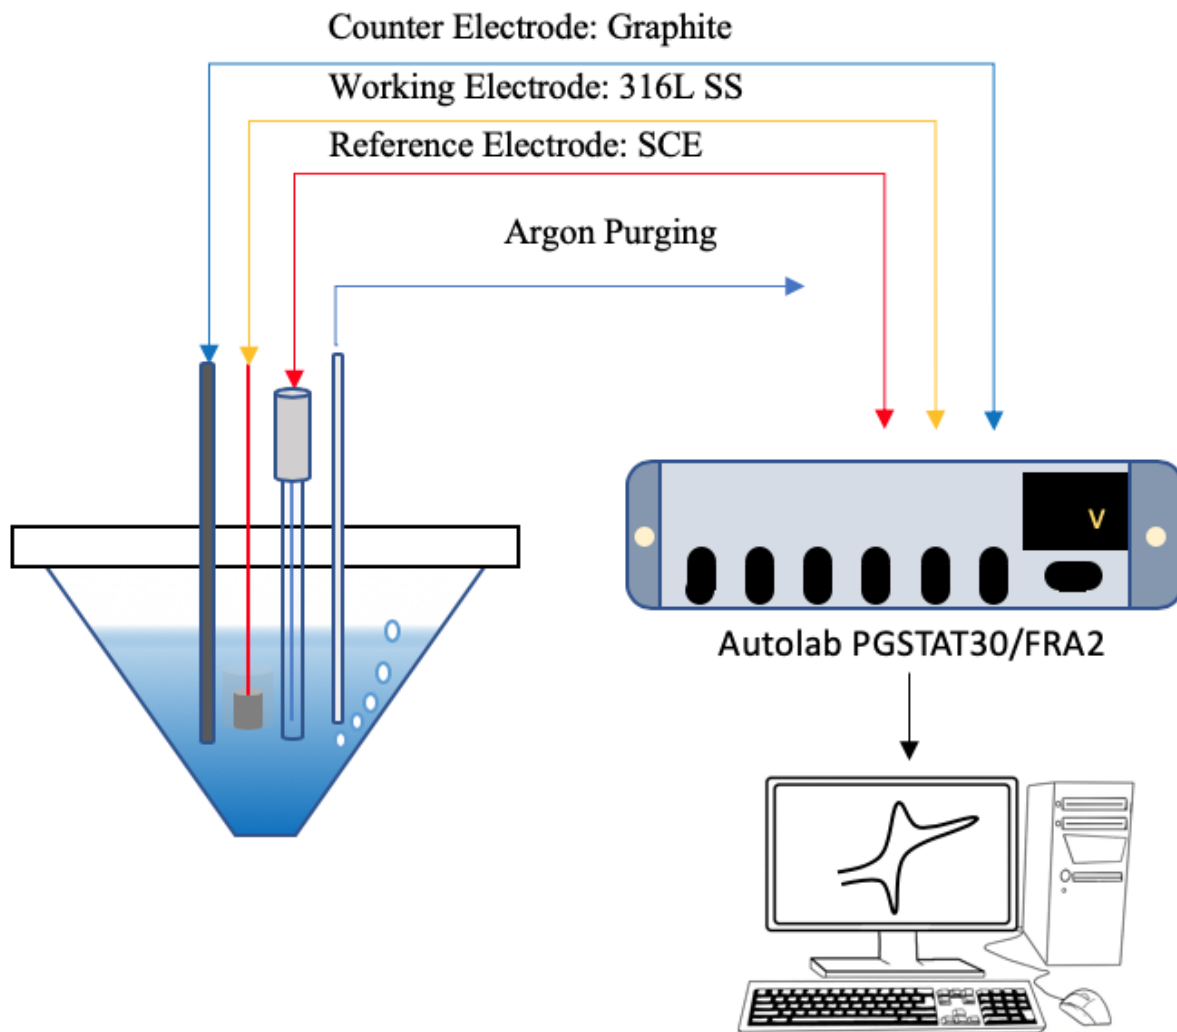 Counter Electrode: Graphite
Working Electrode: 316L SS
Reference Electrode: SCE
Argon Purging
V
Autolab PGSTAT30/FRA2